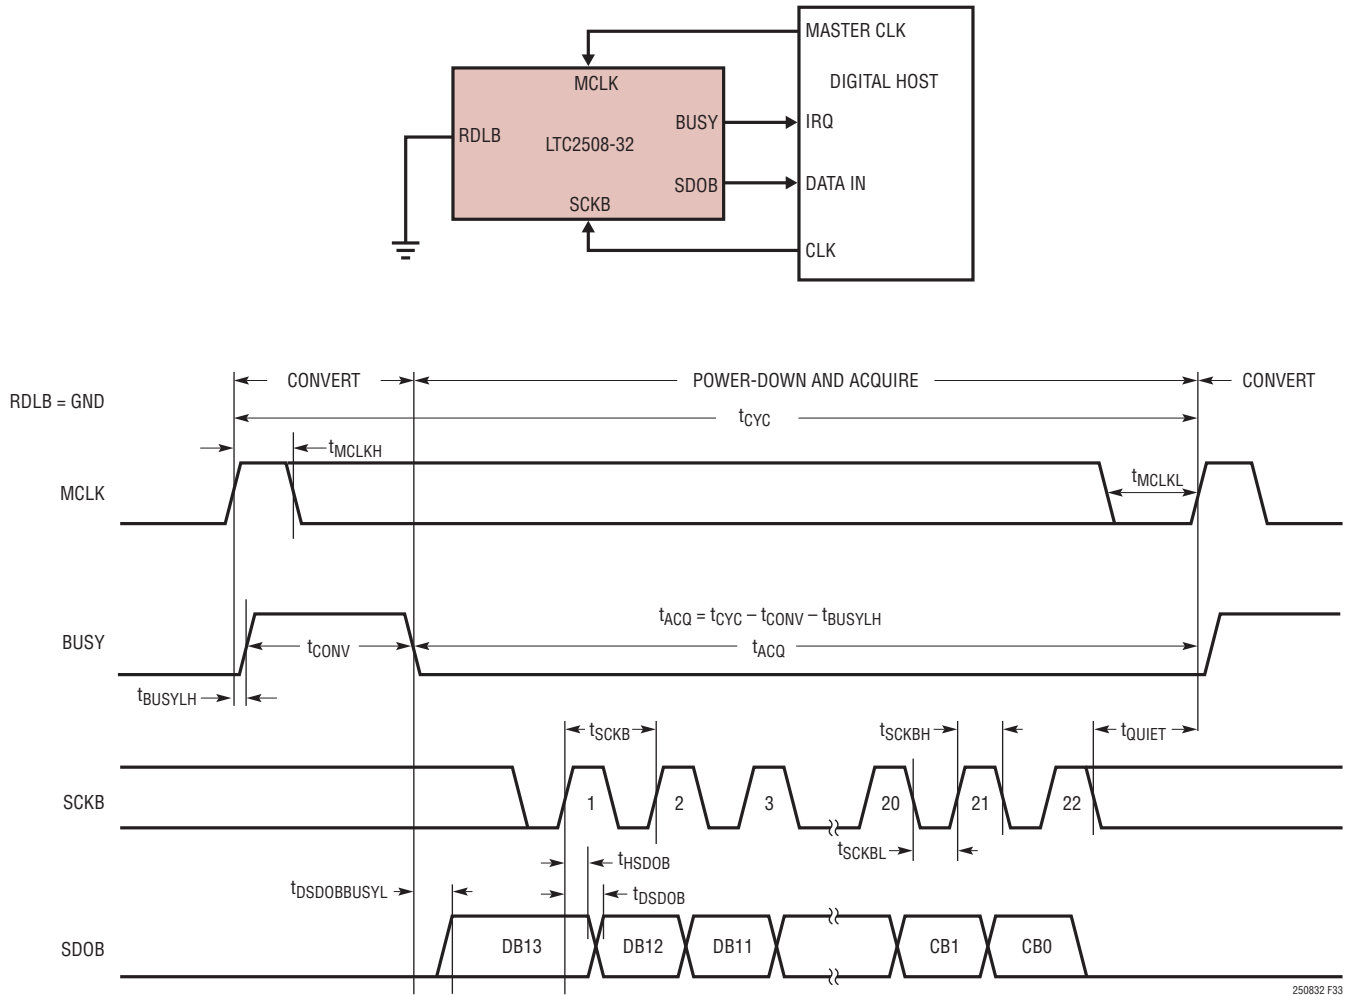 MASTER CLK
DIGITAL HOST
MCLK
BUSY
IRQ
RDLB
LTC2508-32
SDOB
DATA IN
SCKB
CLK
CONVERT
POWER-DOWN AND ACQUIRE
CONVERT
RDLB = GND
tCYC
tMCLKH
MCLK
tMCLKL
tACQ = tCYC – tCONV – tBUSYLH
BUSY
tCONV
tACQ
tBUSYLH
tSCKB
tSCKBH
tQUIET
SCKB
1
2
3
20
21
22
tSCKBL
tHSDOB
tDSDOBBUSYL
tDSDOB
SDOB
DB13
DB12
DB11
CB1
CB0
250832 F33